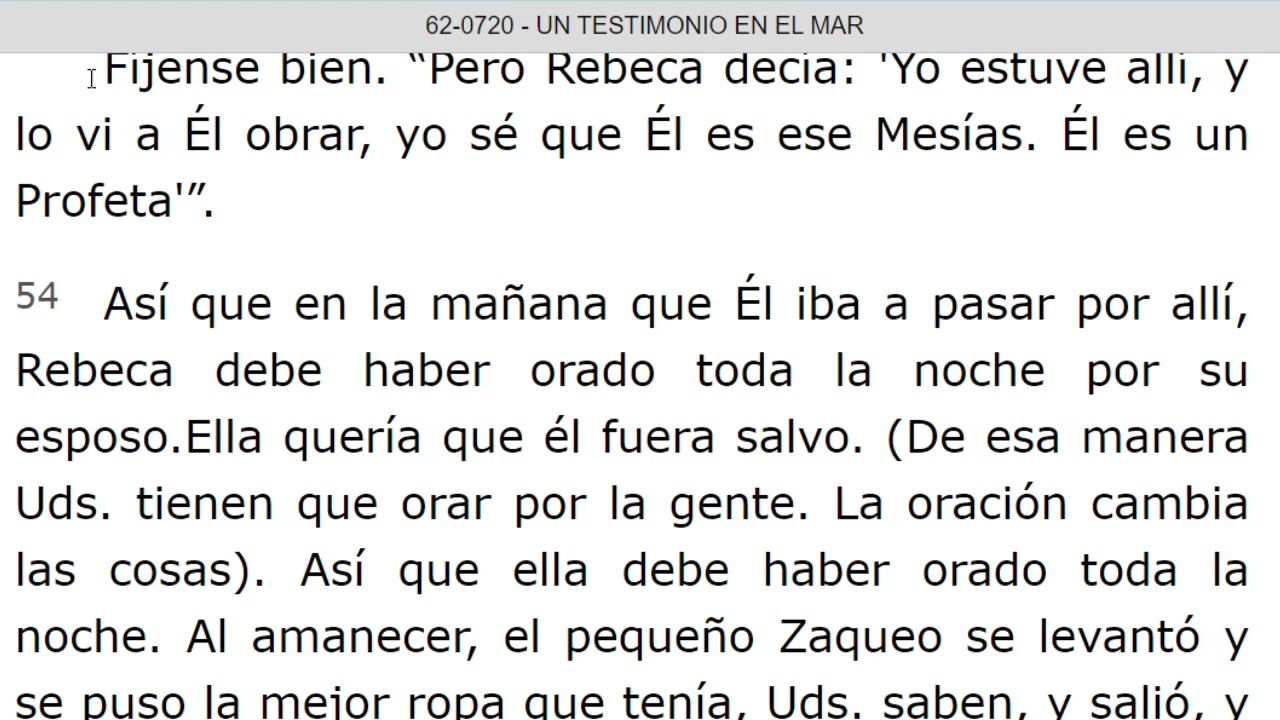 62-0720 - UN TESTIMONIO EN EL MAR
Fíjense bien. “Pero Rebeca decía: 'Yo estuve allí, y
lo vi a Él obrar, yo sé que Él es ese Mesías. Él es un
Profeta'”.
54 Así que en la mañana que Él iba a pasar por allí,
Rebeca debe haber orado toda la noche por su
esposo.Ella quería que él fuera salvo. (De esa manera
Uds. tienen que orar por la gente. La oración cambia
las cosas). Así que ella debe haber orado toda la
noche. Al amanecer, el pequeño Zaqueo se levantó y
se puso la mejor ropa que tenía, Uds. saben, y salió, y